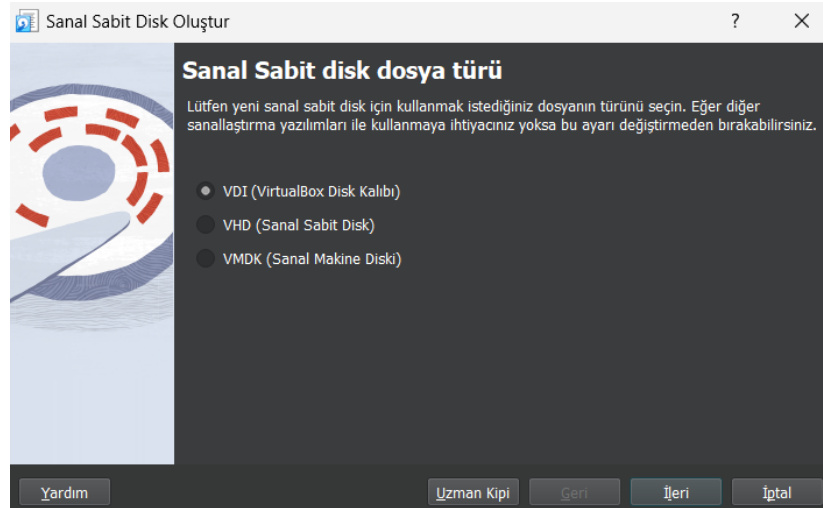 Sanal Sabit Disk Oluştur
?
Sanal Sabit disk dosya türü
Lütfen yeni sanal sabit disk için kullanmak istediğiniz dosyanın türünü seçin. Eğer diğer
sanallaştırma yazılımları ile kullanmaya ihtiyacınız yoksa bu ayarı değiştirmeden bırakabilirsiniz.
VDI (VirtualBox Disk Kalıbı)
VHD (Sanal Sabit Disk)
VMDK (Sanal Makine Diski)
Yardım Uzman Kipi Geri İleri İptal